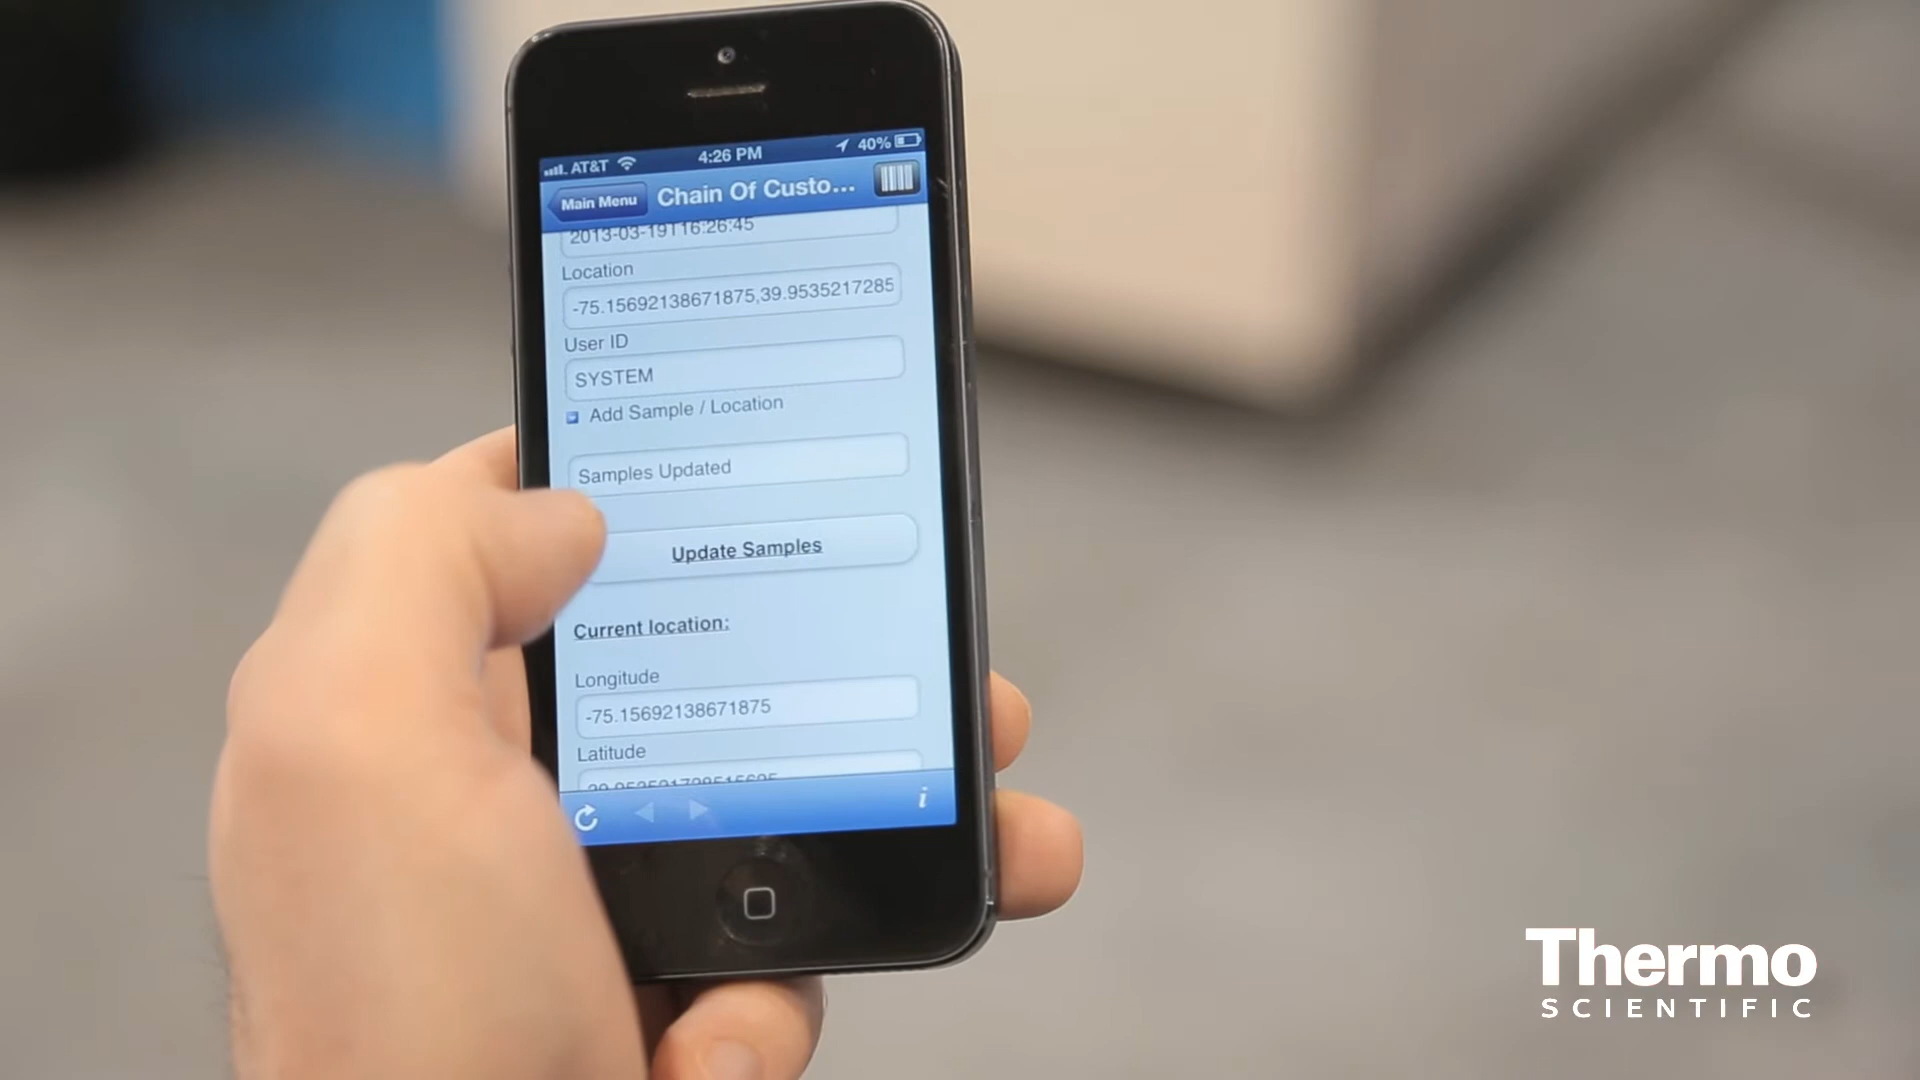 AT&T 4:26 PM 40%
Main Menu Chain Of Custo...
2013-03-19T16:26:45
Location
-75.15692138671875,39.9535217285
User ID
SYSTEM
Add Sample / Location
Samples Updated
Update Samples
Current location:
Longitude
-75.15692138671875
Latitude
i
Thermo
SCIENTIFIC